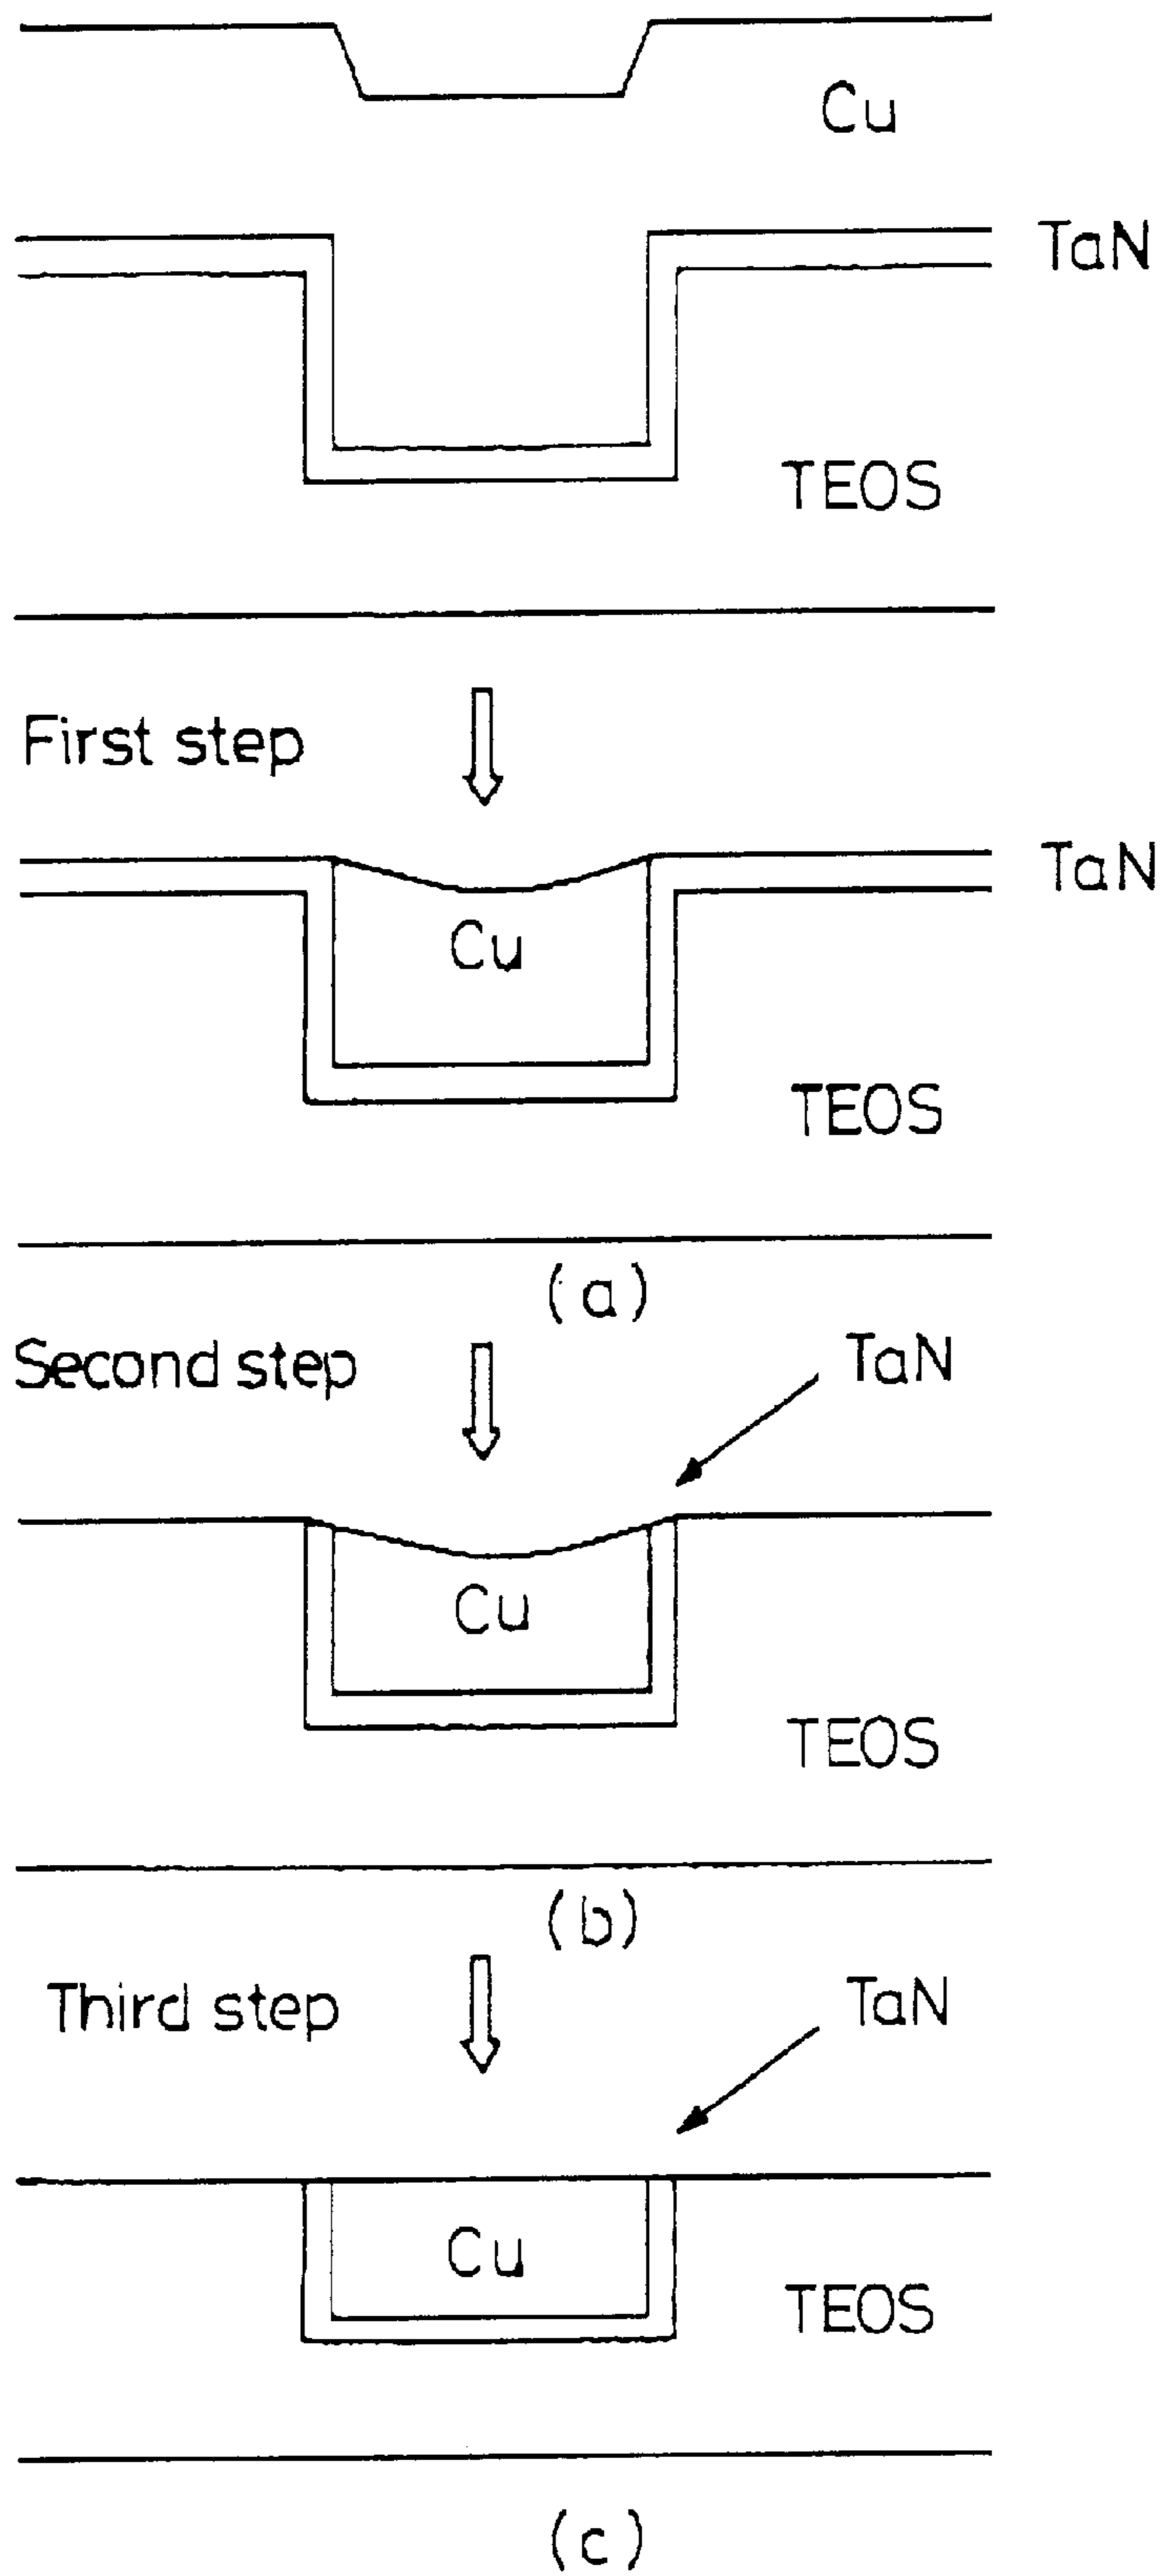 Cu
TaN
TEOS
First step
TaN
Cu
TEOS
(a)
Second step
TaN
Cu
TEOS
(b)
Third step
TaN
Cu
TEOS
(c)